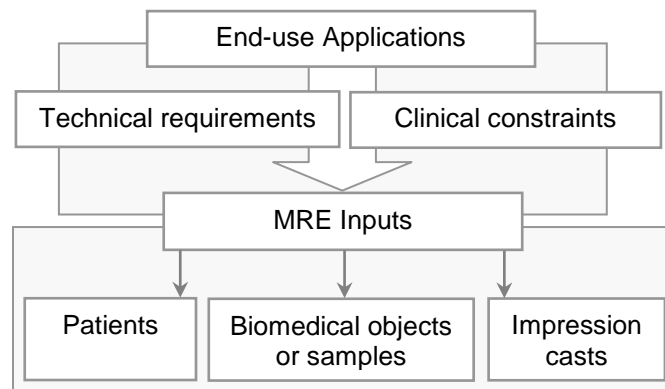 End-use Applications
Technical requirements
Clinical constraints
MRE Inputs
Patients
Biomedical objects
or samples
Impression
casts